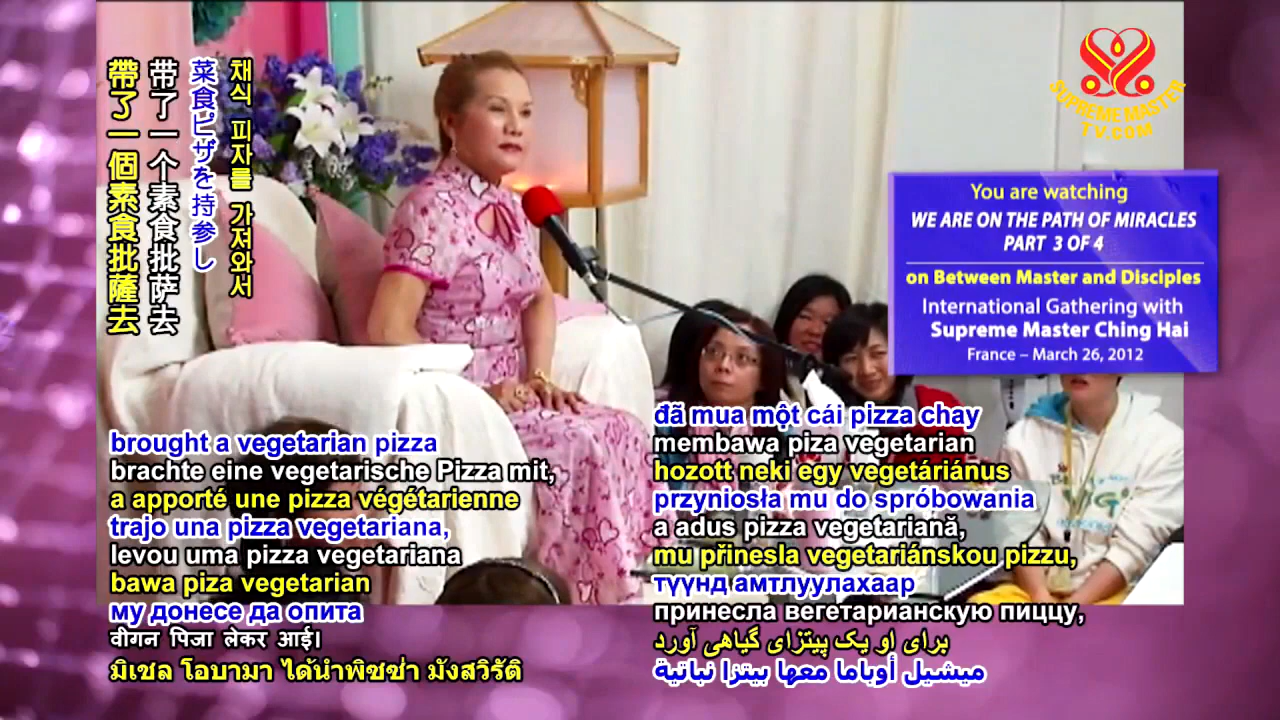 帶了一個素食批薩去
带了一个素食批萨去
菜食ピザを持参し
채식 피자를 가져와서
SUPREME MASTER
TV.COM
You are watching
WE ARE ON THE PATH OF MIRACLES
PART 3 OF 4
on Between Master and Disciples
International Gathering with
Supreme Master Ching Hai
France – March 26, 2012
brought a vegetarian pizza
brachte eine vegetarische Pizza mit,
a apporté une pizza végétarienne
trajo una pizza vegetariana,
levou uma pizza vegetariana
bawa piza vegetarian
му донесе да опита
वीगन पिजा लेकर आई।
มิเชล โอบามา ได้นำพิซซ่า มังสวิรัติ
đã mua một cái pizza chay
membawa piza vegetarian
hozott neki egy vegetáriánus
przyniosła mu do spróbowania
a adus pizza vegetariană,
mu přinesla vegetariánskou pizzu,
түүнд амтлуулахаар
принесла вегетарианскую пиццу,
برای او یک پیتزای گیاهی آورد
ميشيل أوباما معها بيتزا نباتية